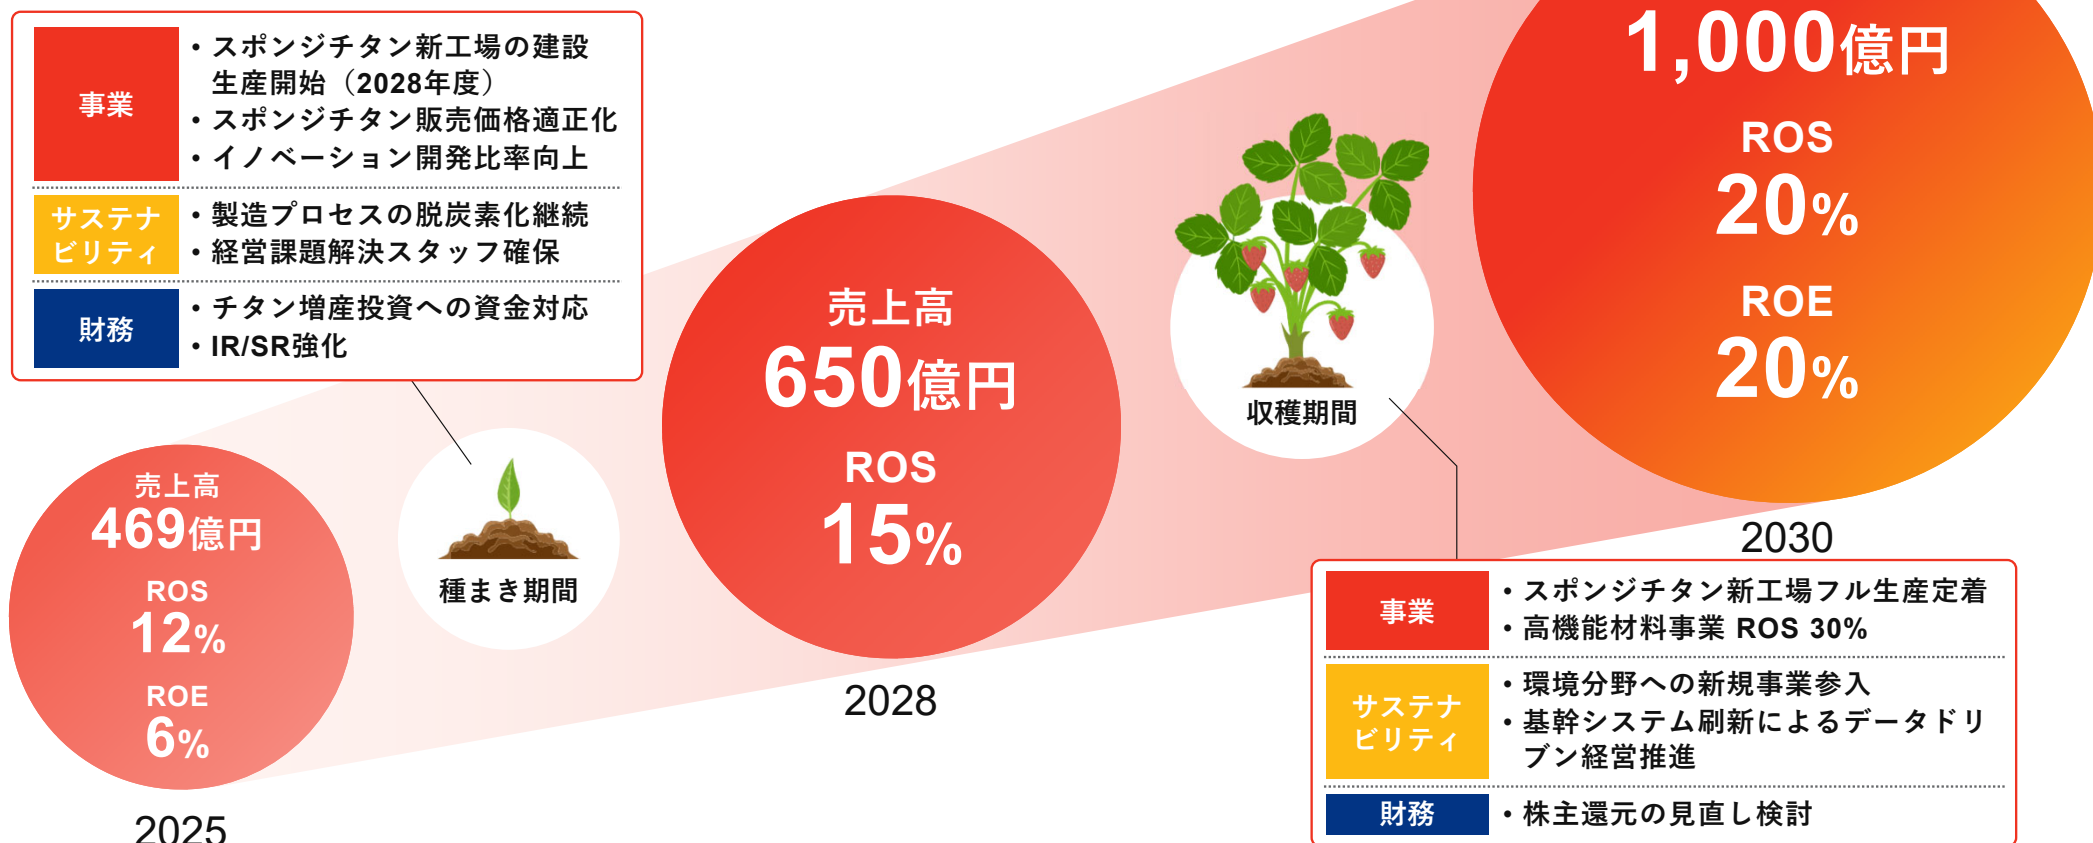 事業
・スポンジチタン新工場の建設
生産開始（2028年度）
・スポンジチタン販売価格適正化
・イノベーション開発比率向上
サステナ
ビリティ
・製造プロセスの脱炭素化継続
・経営課題解決スタッフ確保
財務
・チタン増産投資への資金対応
・IR/SR強化
売上高
469億円
ROS
12%
ROE
6%
2025
種まき期間
売上高
650億円
ROS
15%
2028
収穫期間
1,000億円
ROS
20%
ROE
20%
2030
事業
・スポンジチタン新工場フル生産定着
・高機能材料事業 ROS 30%
サステナ
ビリティ
・環境分野への新規事業参入
・基幹システム刷新によるデータドリ
ブン経営推進
財務
・株主還元の見直し検討